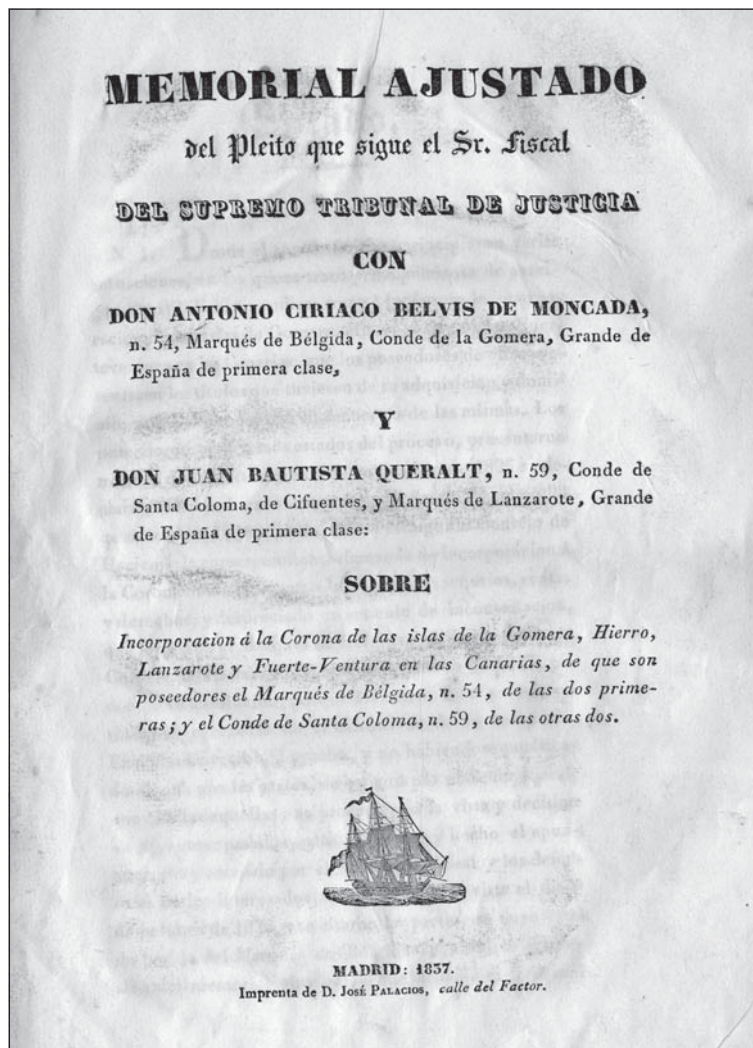 MEMORIAL AJUSTADO
del Pleito que sigue el Sr. Fiscal
DEL SUPREMO TRIBUNAL DE JUSTICIA
CON
DON ANTONIO CIRIACO BELVIS DE MONCADA,
n. 54, Marqués de Bélgida, Conde de la Gomera, Grande de
España de primera clase,
Y
DON JUAN BAUTISTA QUERALT, n. 59, Conde de
Santa Coloma, de Cifuentes, y Marqués de Lanzarote, Grande
de España de primera clase:
SOBRE
Incorporacion á la Corona de las islas de la Gomera, Hierro,
Lanzarote y Fuerte-Ventura en las Canarias, de que son
poseedores el Marqués de Bélgida, n. 54, de las dos prime-
ras; y el Conde de Santa Coloma, n. 59, de las otras dos.
MADRID: 1837.
Imprenta de D. José Palacios, calle del Factor.